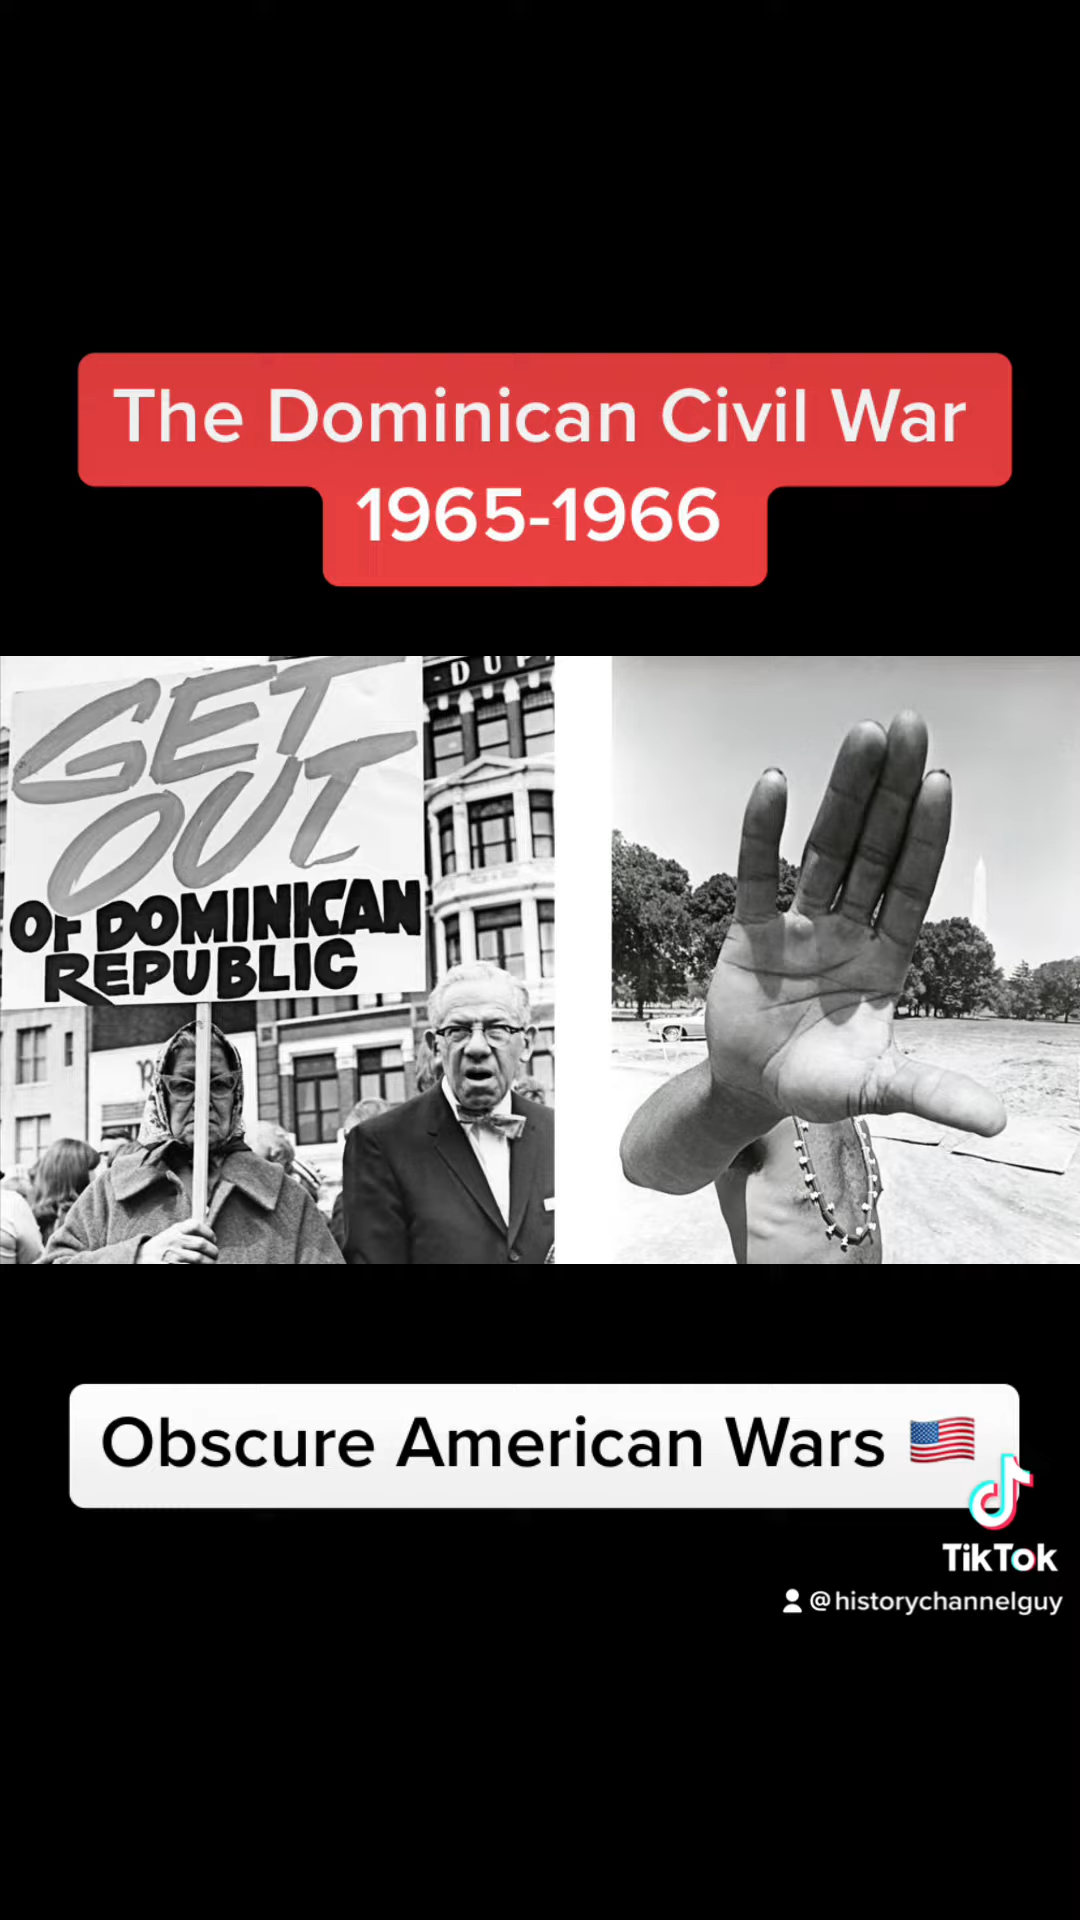 The Dominican Civil War
1965-1966
GET
OUT
OF DOMINICAN
REPUBLIC
Obscure American Wars 🇺🇸
TikTok
@historychannelguy